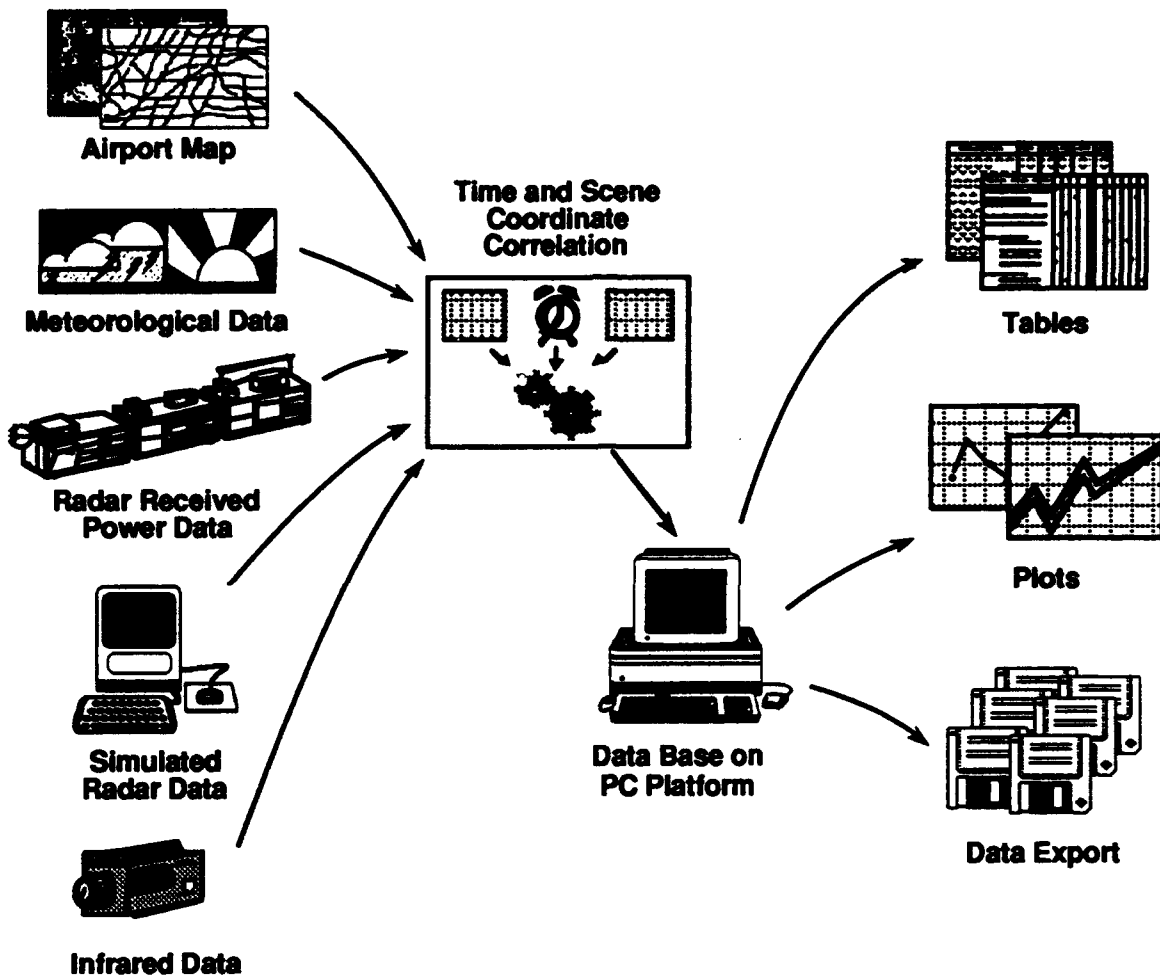 Airport Map
Meteorological Data
Radar Received
Power Data
Simulated
Radar Data
Infrared Data
Time and Scene
Coordinate
Correlation
Data Base on
PC Platform
Tables
Plots
Data Export